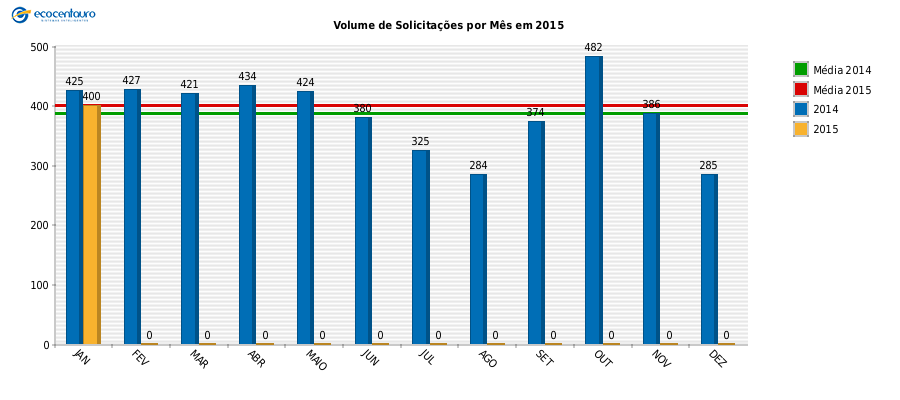 ecocentauro
Volume de Solicitações por Mês em 2015
500
400
300
200
100
0
425
400
427
0
421
0
434
0
424
0
380
0
325
0
284
0
374
0
482
0
386
0
285
0
JAN
FEV
MAR
ABR
MAIO
JUN
JUL
AGO
SET
OUT
NOV
DEZ
Média 2014
Média 2015
2014
2015